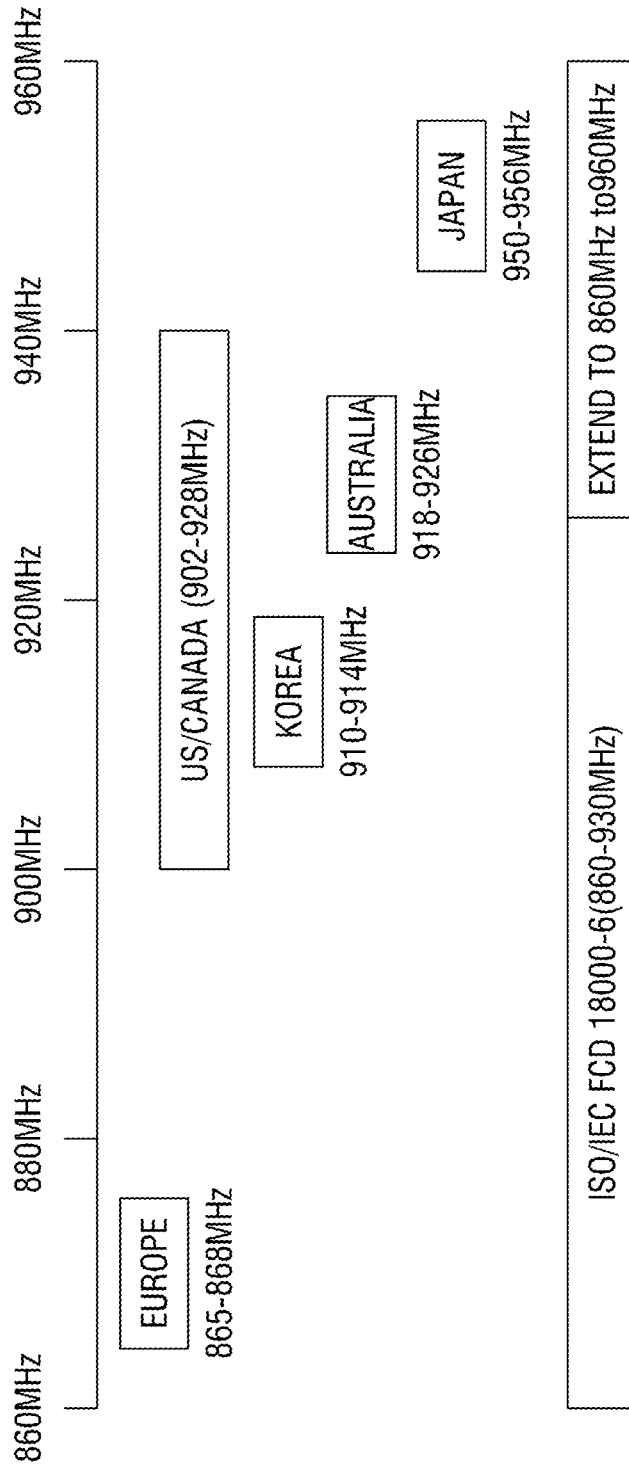 860MHz
880MHz
900MHz
920MHz
940MHz
960MHz
EUROPE
865-868MHz
US/CANADA (902-928MHz)
KOREA
910-914MHz
AUSTRALIA
918-926MHz
JAPAN
950-956MHz
ISO/IEC FCD 18000-6(860-930MHz)
EXTEND TO 860MHz to960MHz